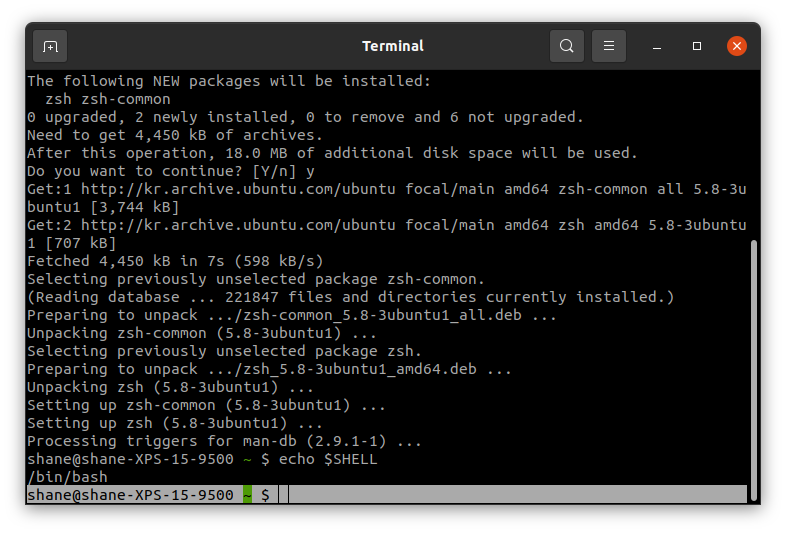 Terminal
The following NEW packages will be installed:
  zsh zsh-common
0 upgraded, 2 newly installed, 0 to remove and 6 not upgraded.
Need to get 4,450 kB of archives.
After this operation, 18.0 MB of additional disk space will be used.
Do you want to continue? [Y/n] y
Get:1 http://kr.archive.ubuntu.com/ubuntu focal/main amd64 zsh-common all 5.8-3u
buntu1 [3,744 kB]
Get:2 http://kr.archive.ubuntu.com/ubuntu focal/main amd64 zsh amd64 5.8-3ubuntu
1 [707 kB]
Fetched 4,450 kB in 7s (598 kB/s)
Selecting previously unselected package zsh-common.
(Reading database ... 221847 files and directories currently installed.)
Preparing to unpack .../zsh-common_5.8-3ubuntu1_all.deb ...
Unpacking zsh-common (5.8-3ubuntu1) ...
Selecting previously unselected package zsh.
Preparing to unpack .../zsh_5.8-3ubuntu1_amd64.deb ...
Unpacking zsh (5.8-3ubuntu1) ...
Setting up zsh-common (5.8-3ubuntu1) ...
Setting up zsh (5.8-3ubuntu1) ...
Processing triggers for man-db (2.9.1-1) ...
shane@shane-XPS-15-9500 ~ $ echo $SHELL
/bin/bash
shane@shane-XPS-15-9500 ~ $